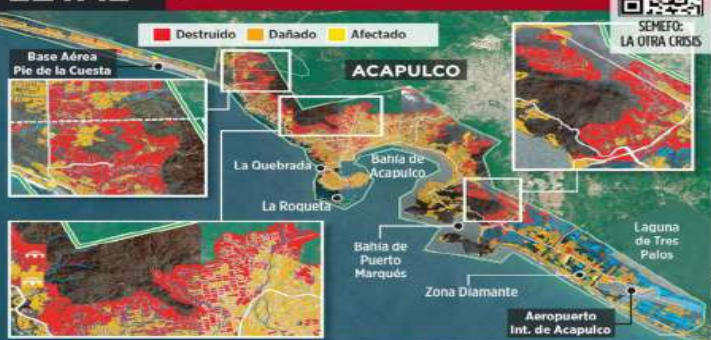 SEMEFO:
LA OTRA CRISIS
Destruido
Dañado
Afectado
Base Aérea
Pie de la Cuesta
ACAPULCO
La Quebrada
Bahía de
Acapulco
La Roqueta
Bahía de
Puerto
Marqués
Zona Diamante
Laguna
de Tres
Palos
Aeropuerto
Int. de Acapulco